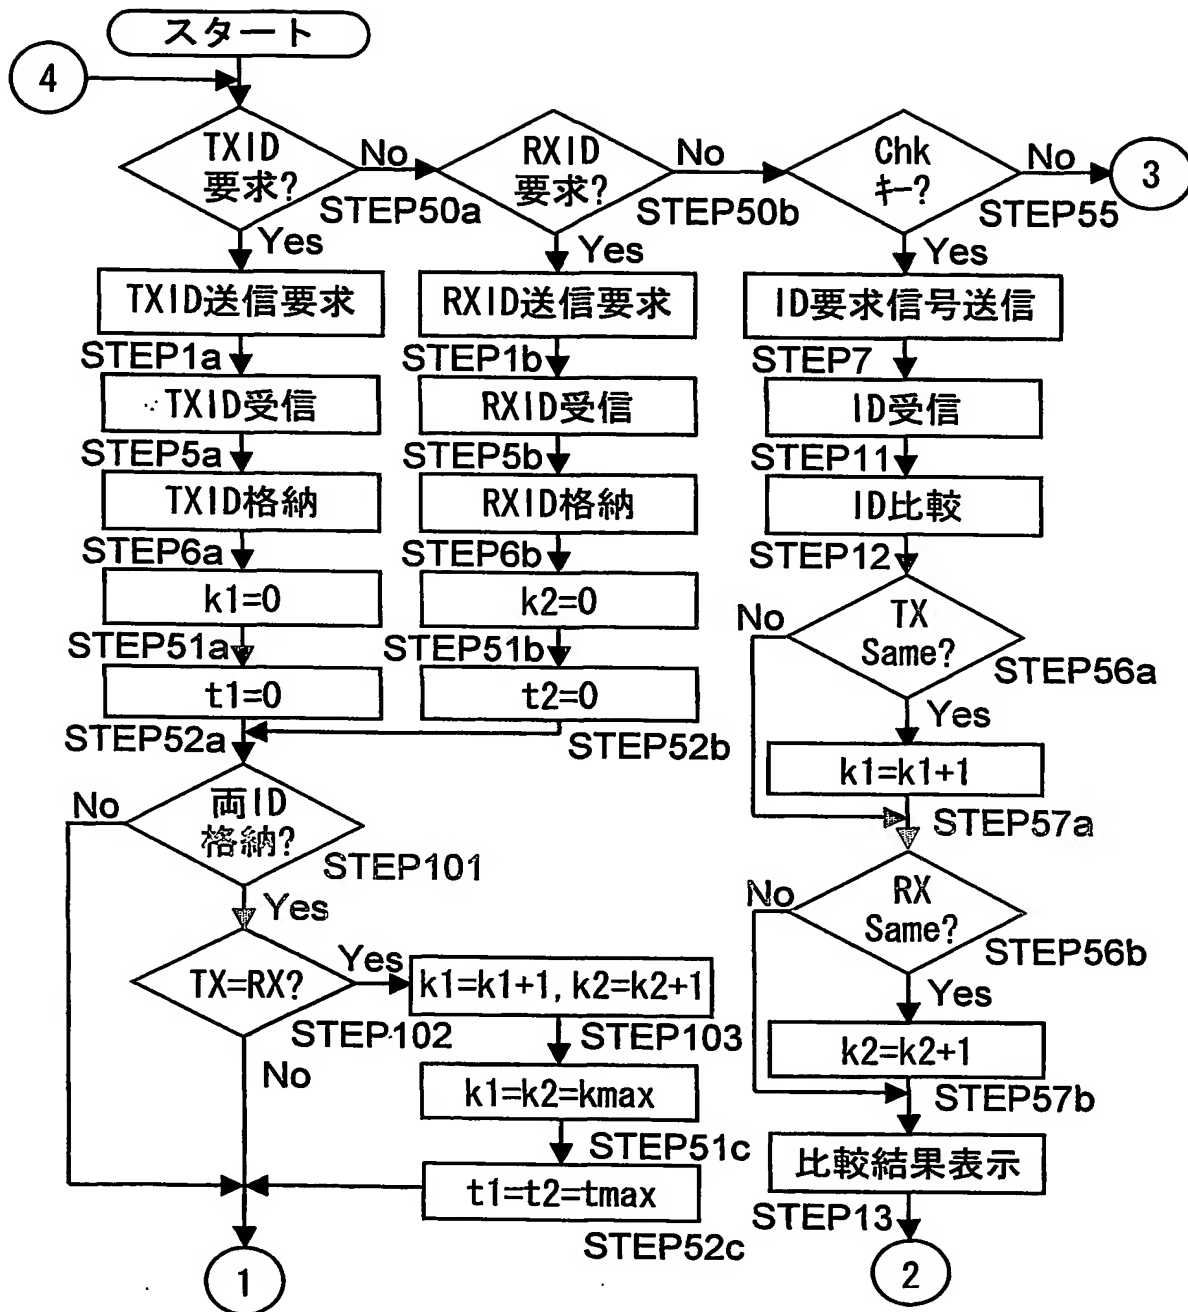 スタート
4
TXID
要求?
No
STEP50a
Yes
RXID
要求?
No
STEP50b
Yes
Chk
キー?
No
STEP55
Yes
3
TXID送信要求
STEP1a
TXID受信
STEP5a
TXID格納
STEP6a
k1=0
STEP51a
t1=0
STEP52a
RXID送信要求
STEP1b
RXID受信
STEP5b
RXID格納
STEP6b
k2=0
STEP51b
t2=0
STEP52b
両ID
格納?
No
STEP101
Yes
TX=RX?
Yes
STEP102
No
k1=k1+1, k2=k2+1
STEP103
k1=k2=kmax
STEP51c
t1=t2=tmax
STEP52c
1
ID要求信号送信
STEP7
ID受信
STEP11
ID比較
STEP12
TX
Same?
No
STEP56a
Yes
k1=k1+1
STEP57a
RX
Same?
No
STEP56b
Yes
k2=k2+1
STEP57b
比較結果表示
STEP13
2